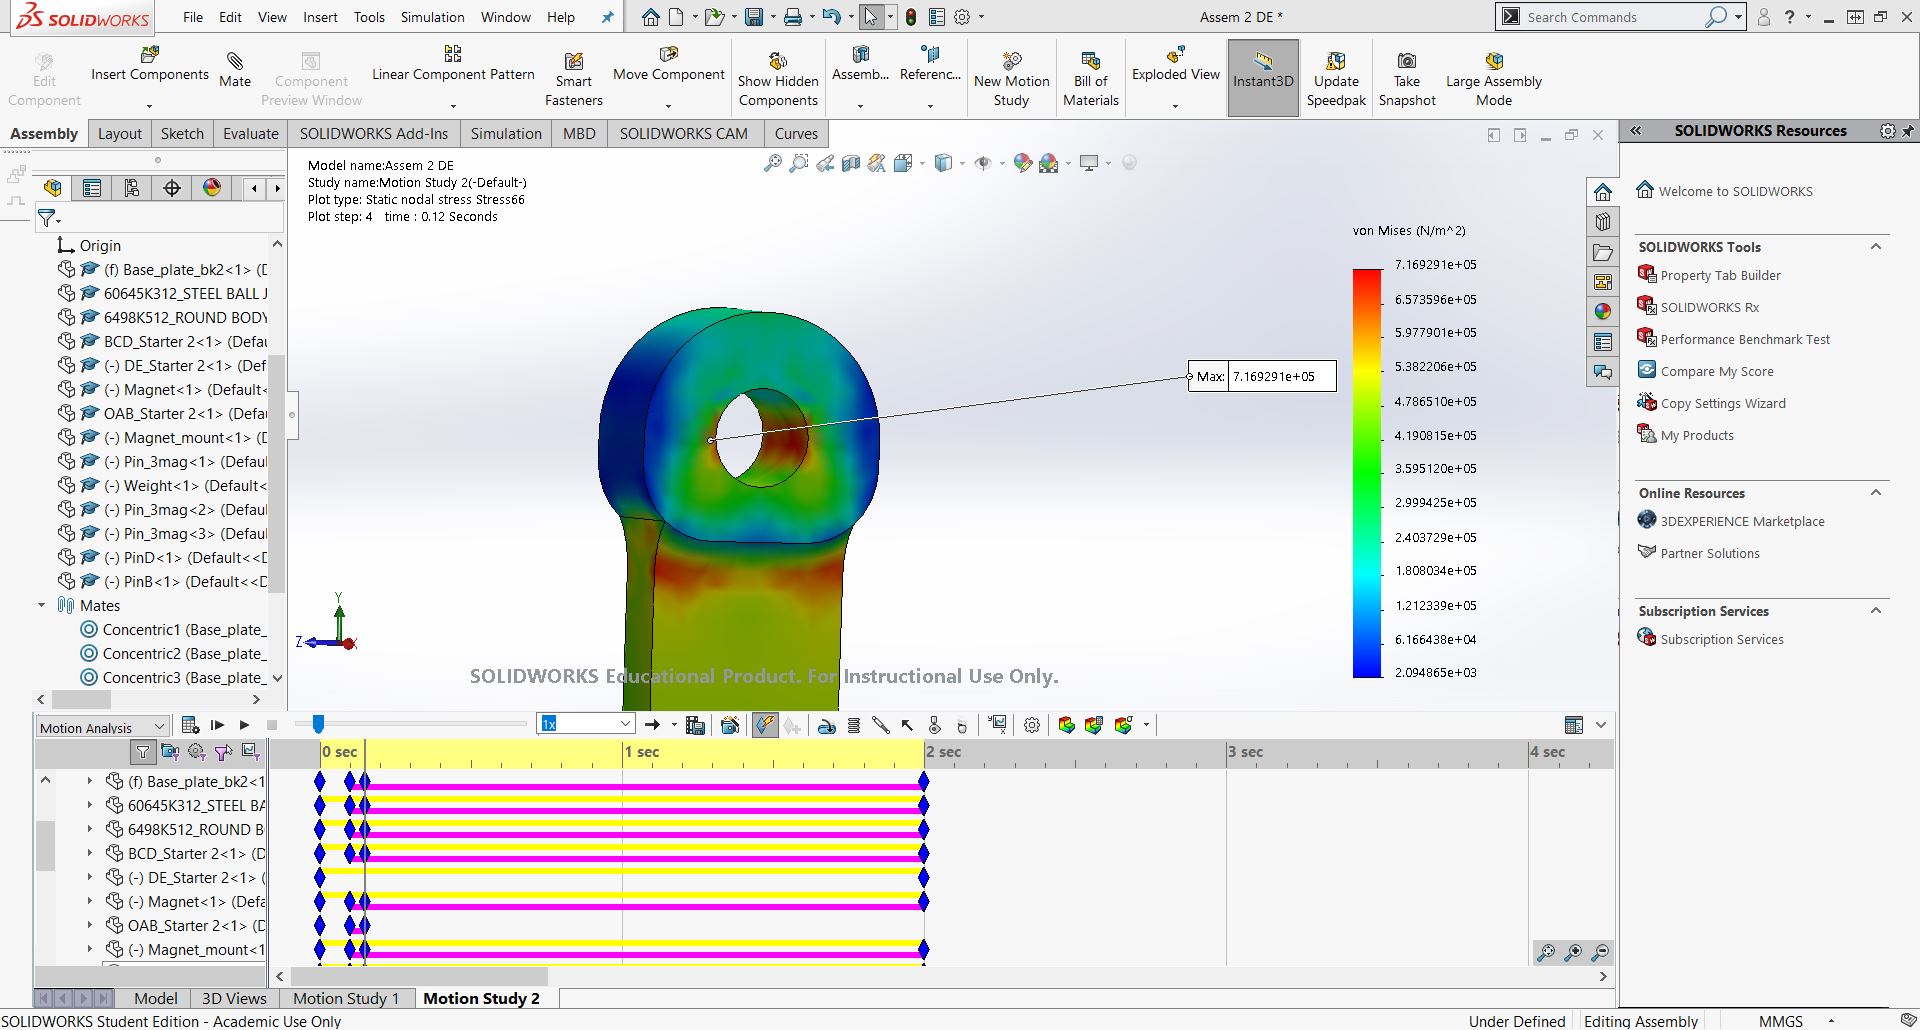 SOLIDWORKS
File Edit View Insert Tools Simulation Window Help
Assem 2 DE *
Search Commands
Edit Component
Insert Components
Mate
Component Preview Window
Linear Component Pattern
Smart Fasteners
Move Component
Show Hidden Components
Assemb...
Referenc...
New Motion Study
Bill of Materials
Exploded View
Instant3D
Update Speedpak
Take Snapshot
Large Assembly Mode
Assembly Layout Sketch Evaluate SOLIDWORKS Add-Ins Simulation MBD SOLIDWORKS CAM Curves
Model name:Assem 2 DE
Study name:Motion Study 2(-Default-)
Plot type: Static nodal stress Stress66
Plot step: 4 time : 0.12 Seconds
Origin
(f) Base_plate_bk2<1> (D
60645K312_STEEL BALL J
6498K512_ROUND BODY
BCD_Starter 2<1> (Defau
(-) DE_Starter 2<1> (Def
(-) Magnet<1> (Default<
OAB_Starter 2<1> (Defa
(-) Magnet_mount<1> (D
(-) Pin_3mag<1> (Defaul
(-) Weight<1> (Default<
(-) Pin_3mag<2> (Defaul
(-) Pin_3mag<3> (Defaul
(-) PinD<1> (Default<<D
(-) PinB<1> (Default<<D
Mates
Concentric1 (Base_plate_
Concentric2 (Base_plate_
Concentric3 (Base_plate_
von Mises (N/m^2)
7.169291e+05
6.573596e+05
5.977901e+05
5.382206e+05
4.786510e+05
4.190815e+05
3.595120e+05
2.999425e+05
2.403729e+05
1.808034e+05
1.212339e+05
6.166438e+04
2.094865e+03
Max: 7.169291e+05
Y
Z
X
SOLIDWORKS Educational Product. For Instructional Use Only.
SOLIDWORKS Resources
Welcome to SOLIDWORKS
SOLIDWORKS Tools
Property Tab Builder
SOLIDWORKS Rx
Performance Benchmark Test
Compare My Score
Copy Settings Wizard
My Products
Online Resources
3DEXPERIENCE Marketplace
Partner Solutions
Subscription Services
Subscription Services
Motion Analysis
1x
0 sec 1 sec 2 sec 3 sec 4 sec
(f) Base_plate_bk2<1
60645K312_STEEL BA
6498K512_ROUND B
BCD_Starter 2<1> (D
(-) DE_Starter 2<1> (
(-) Magnet<1> (Defa
OAB_Starter 2<1> (D
(-) Magnet_mount<1
Model 3D Views Motion Study 1 Motion Study 2
SOLIDWORKS Student Edition - Academic Use Only
Under Defined Editing Assembly MMGS